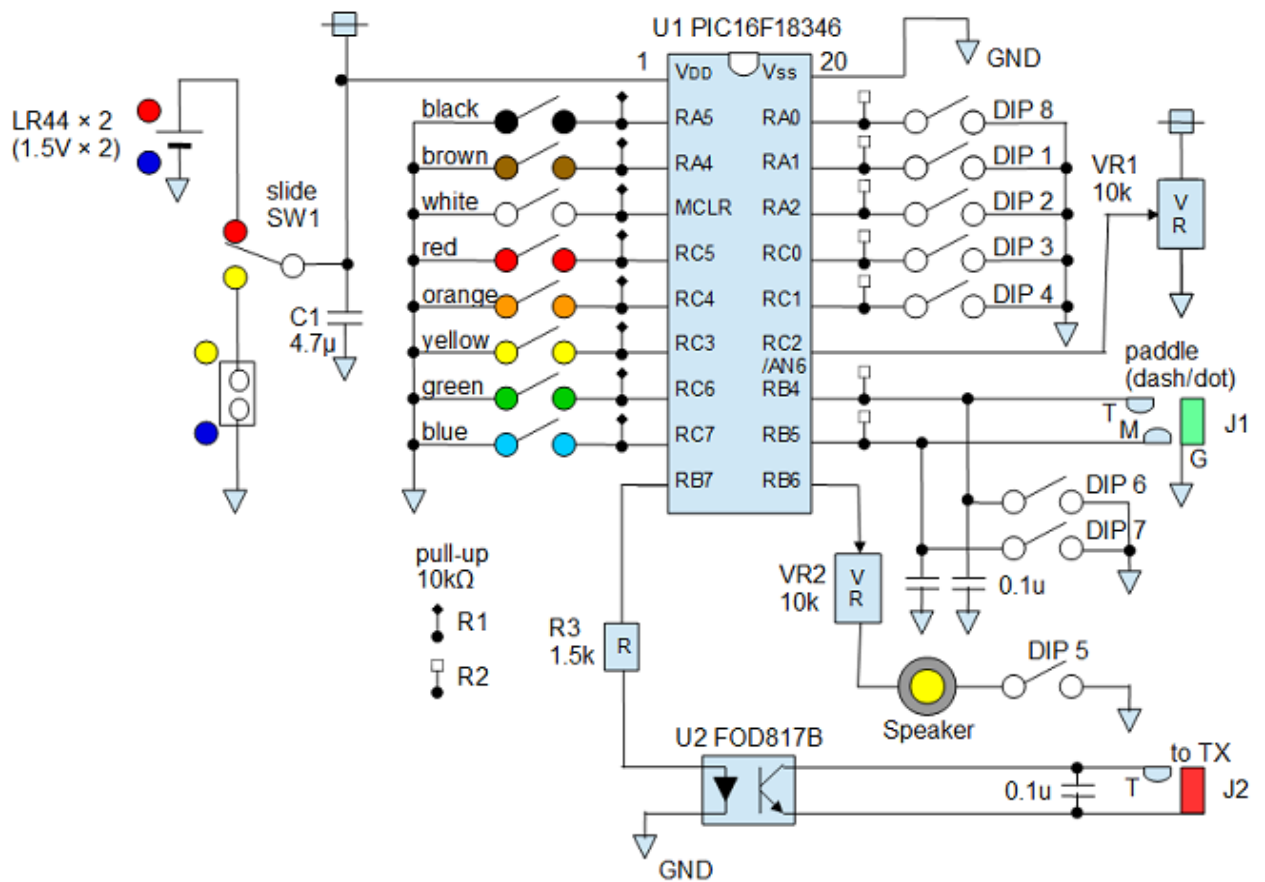 U1 PIC16F18346
1
20
VDD
Vss
GND
LR44 × 2
(1.5V × 2)
slide
SW1
C1
4.7µ
black
brown
white
red
orange
yellow
green
blue
RA5
RA4
MCLR
RC5
RC4
RC3
RC6
RC7
RB7
RA0
RA1
RA2
RC0
RC1
RC2
/AN6
RB4
RB5
RB6
DIP 8
DIP 1
DIP 2
DIP 3
DIP 4
VR1
10k
V
R
paddle
(dash/dot)
T
M
G
J1
DIP 6
DIP 7
0.1u
pull-up
10kΩ
R1
R2
R3
1.5k
R
VR2
10k
V
R
DIP 5
Speaker
U2 FOD817B
GND
to TX
0.1u
T
J2